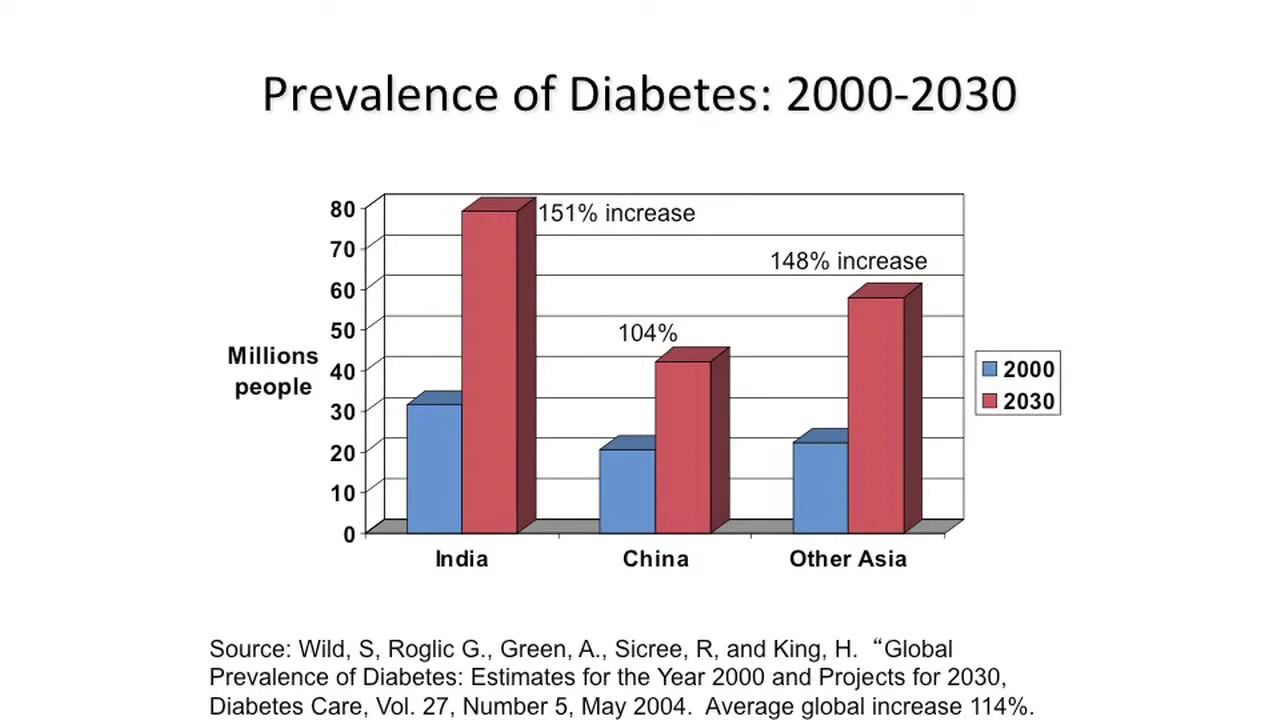 Prevalence of Diabetes: 2000-2030
80
151% increase
70
148% increase
60
50
104%
Millions
people
40
30
20
10
0
2000
2030
India
China
Other Asia
Source: Wild, S, Roglic G., Green, A., Sicree, R, and King, H. “Global
Prevalence of Diabetes: Estimates for the Year 2000 and Projects for 2030,
Diabetes Care, Vol. 27, Number 5, May 2004. Average global increase 114%.